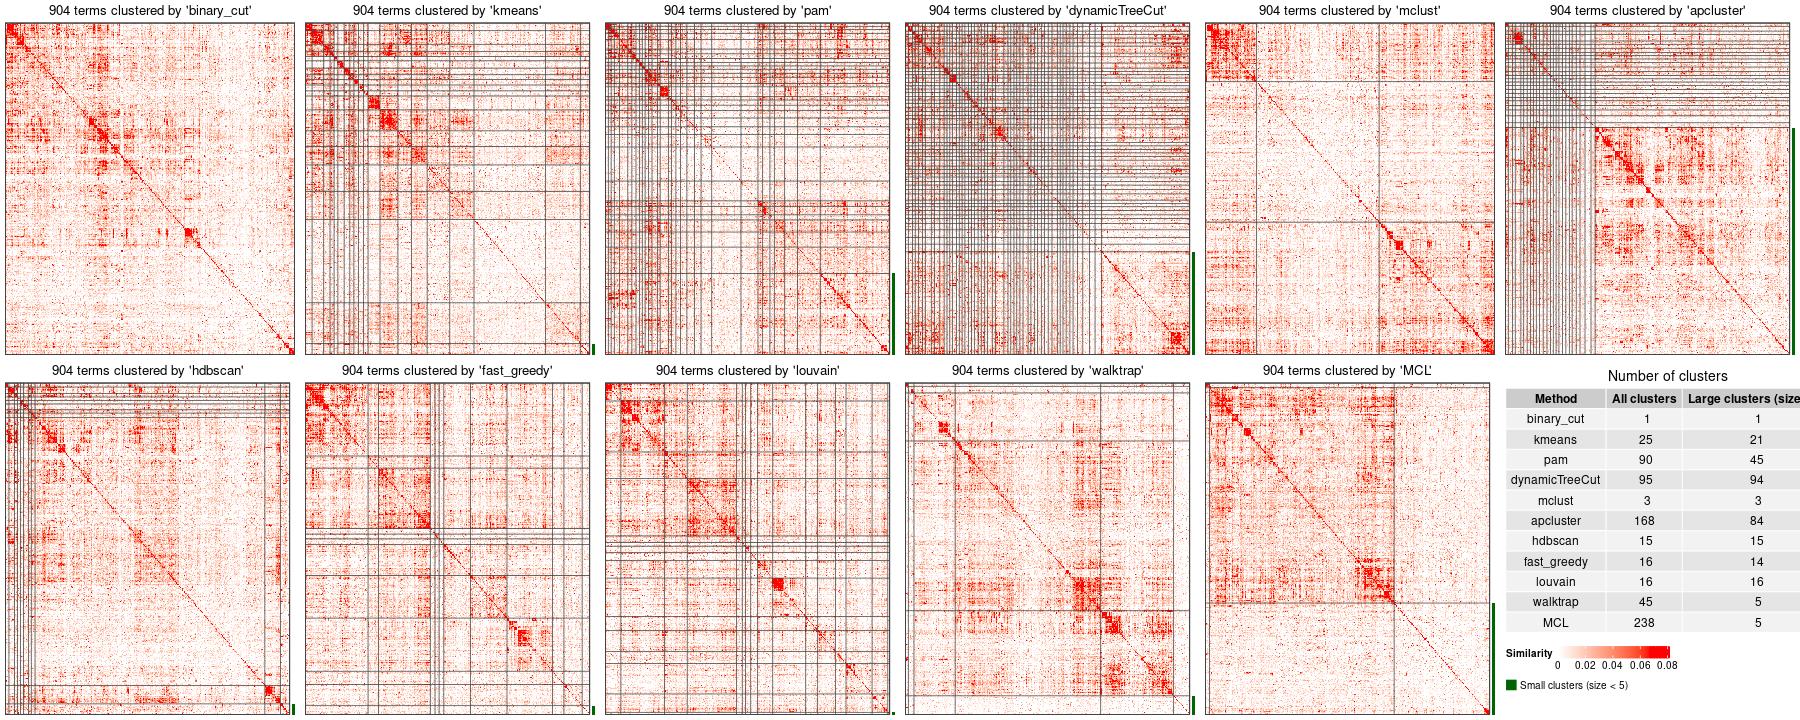 904 terms clustered by 'binary_cut'
904 terms clustered by 'kmeans'
904 terms clustered by 'pam'
904 terms clustered by 'dynamicTreeCut'
904 terms clustered by 'mclust'
904 terms clustered by 'apcluster'
904 terms clustered by 'hdbscan'
904 terms clustered by 'fast_greedy'
904 terms clustered by 'louvain'
904 terms clustered by 'walktrap'
904 terms clustered by 'MCL'
Number of clusters
Method All clusters Large clusters (size
binary_cut 1 1
kmeans 25 21
pam 90 45
dynamicTreeCut 95 94
mclust 3 3
apcluster 168 84
hdbscan 15 15
fast_greedy 16 14
louvain 16 16
walktrap 45 5
MCL 238 5
Similarity
0 0.02 0.04 0.06 0.08
Small clusters (size < 5)